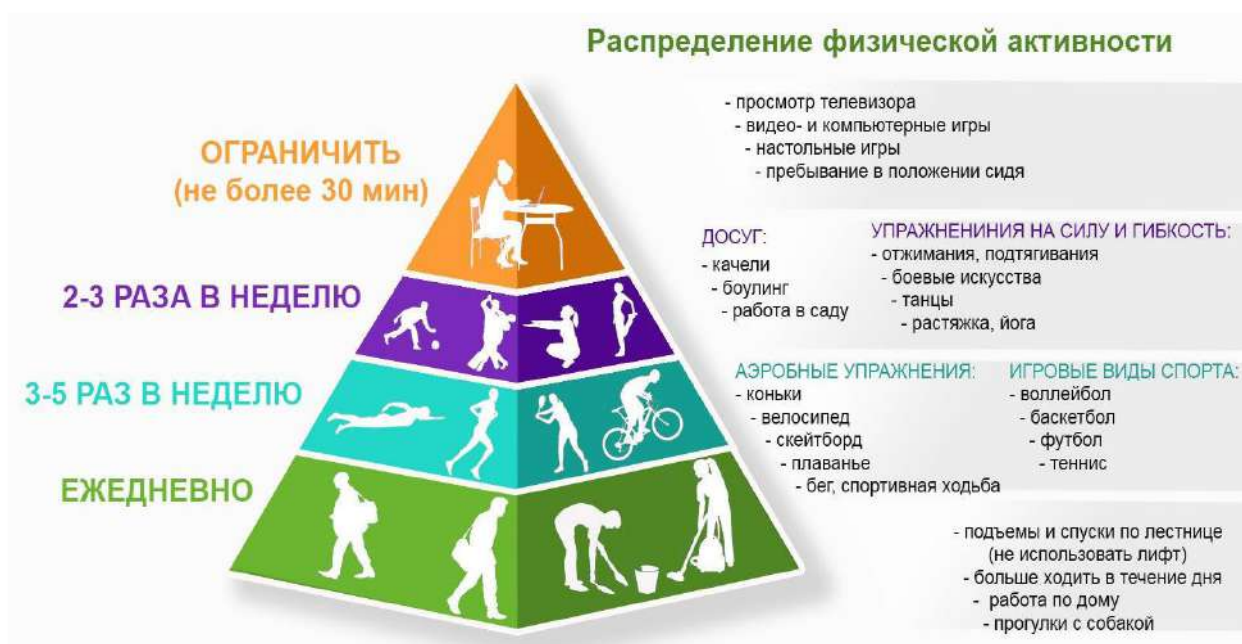 Распределение физической активности
ОГРАНИЧИТЬ
(не более 30 мин)
- просмотр телевизора
- видео- и компьютерные игры
- настольные игры
- пребывание в положении сидя
2-3 РАЗА В НЕДЕЛЮ
ДОСУГ:
- качели
- боулинг
- работа в саду
УПРАЖНЕНИНИЯ НА СИЛУ И ГИБКОСТЬ:
- отжимания, подтягивания
- боевые искусства
- танцы
- растяжка, йога
3-5 РАЗ В НЕДЕЛЮ
АЭРОБНЫЕ УПРАЖНЕНИЯ:
- коньки
- велосипед
- скейтборд
- плаванье
- бег, спортивная ходьба
ИГРОВЫЕ ВИДЫ СПОРТА:
- воллейбол
- баскетбол
- футбол
- теннис
ЕЖЕДНЕВНО
- подъемы и спуски по лестнице
(не использовать лифт)
- больше ходить в течение дня
- работа по дому
- прогулки с собакой